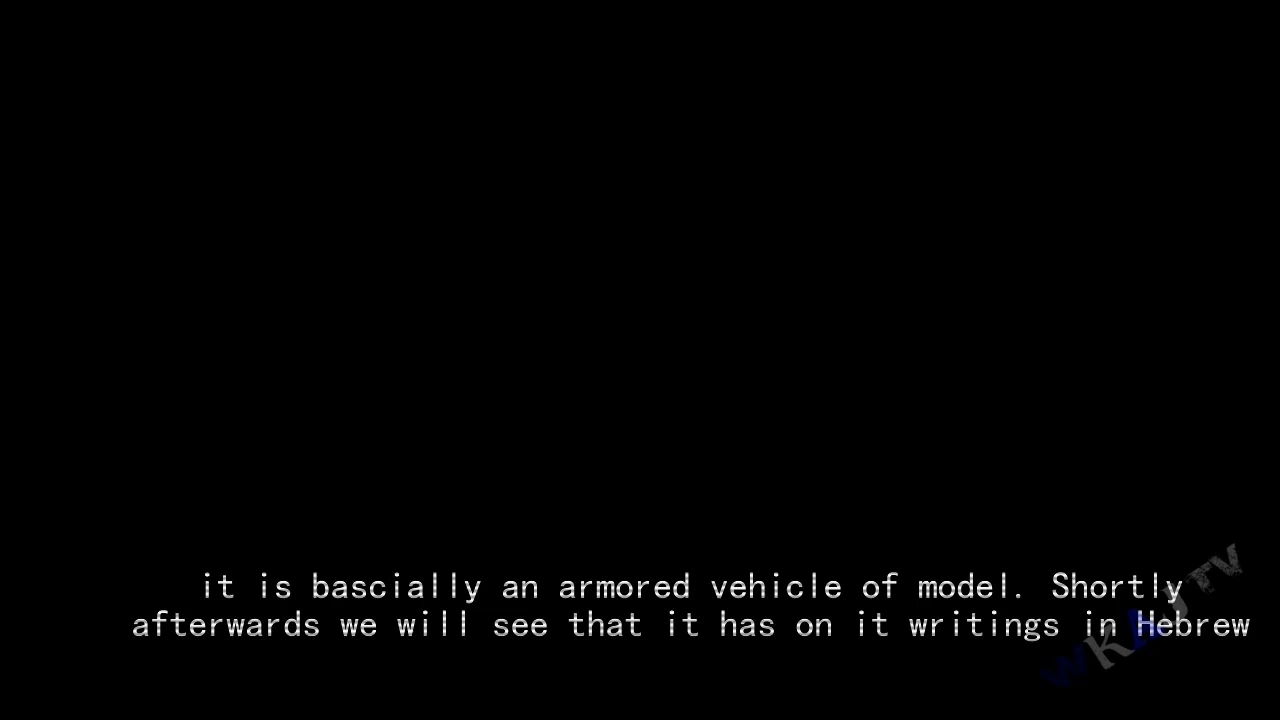 it is bascially an armored vehicle of model. Shortly
afterwards we will see that it has on it writings in Hebrew
WKAJTV